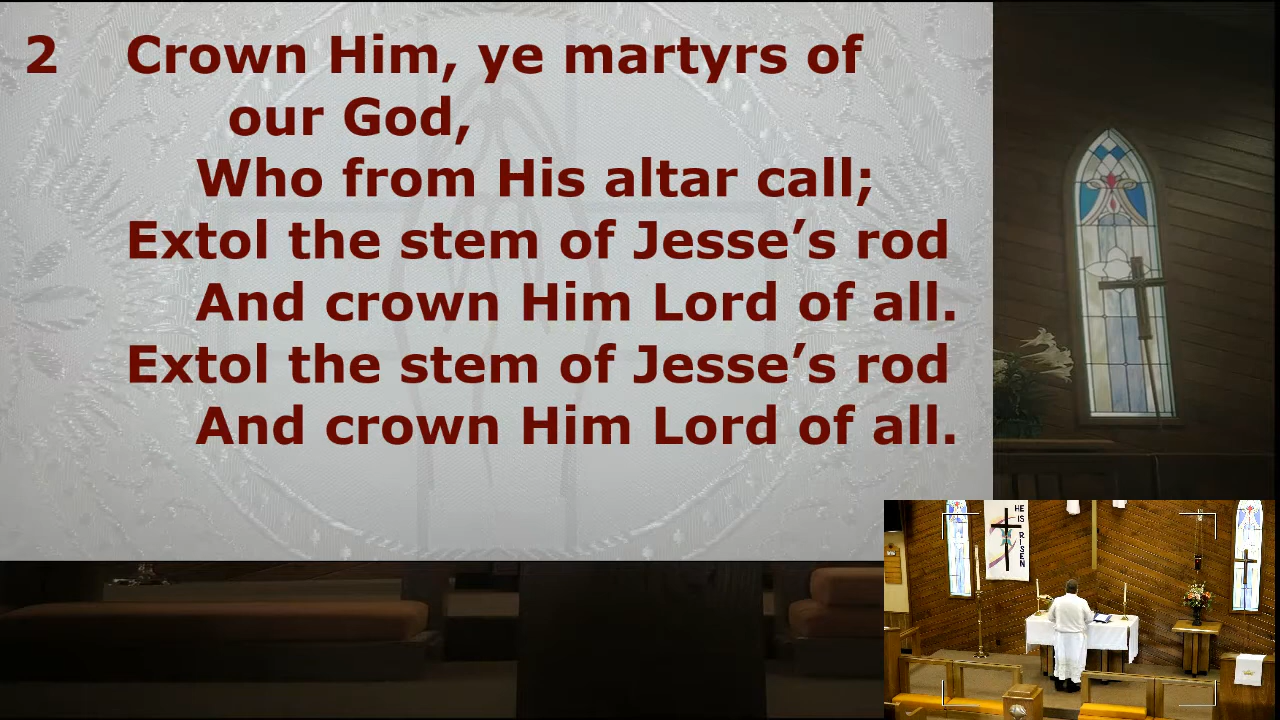 2 Crown Him, ye martyrs of
our God,
Who from His altar call;
Extol the stem of Jesse’s rod
And crown Him Lord of all.
Extol the stem of Jesse’s rod
And crown Him Lord of all.
HE
IS
RISEN